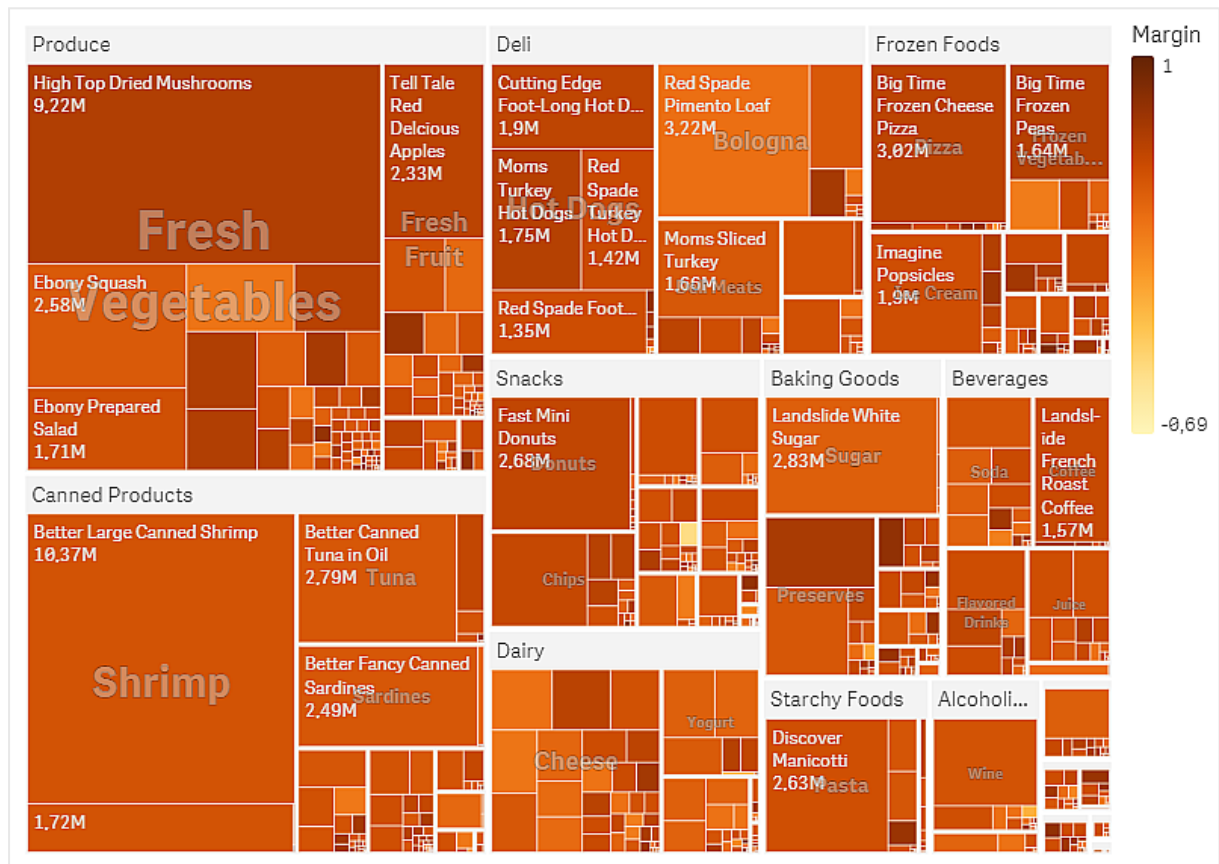 Produce
High Top Dried Mushrooms
9,22M
Fresh
Vegetables
Ebony Squash
2,58M
Ebony Prepared
Salad
1,71M
Tell Tale
Red
Delcious
Apples
2,33M
Fresh
Fruit
Canned Products
Better Large Canned Shrimp
10,37M
Shrimp
1,72M
Better Canned
Tuna in Oil
2,79M
Tuna
Better Fancy Canned
Sardines
2,49M
Sardines
Deli
Cutting Edge
Foot-Long Hot D...
1,9M
Moms
Turkey
Hot Dogs
1,75M
Red
Spade
Turkey
Hot D...
1,42M
Hot Dogs
Red Spade Foot...
1,35M
Red Spade
Pimento Loaf
3,22M
Bologna
Moms Sliced
Turkey
1,66M
Deli Meats
Frozen Foods
Big Time
Frozen Cheese
Pizza
3,02M
Pizza
Big Time
Frozen
Peas
1,64M
Frozen
Vegetab...
Imagine
Popsicles
1,9M
Ice Cream
Snacks
Fast Mini
Donuts
2,68M
Donuts
Chips
Baking Goods
Landslide White
Sugar
2,83M
Sugar
Preserves
Beverages
Soda
Landsl-
ide
French
Roast
Coffee
1,57M
Coffee
Flavored
Drinks
Juice
Dairy
Cheese
Yogurt
Starchy Foods
Discover
Manicotti
2,63M
Pasta
Alcoholi...
Wine
Margin
1
-0,69